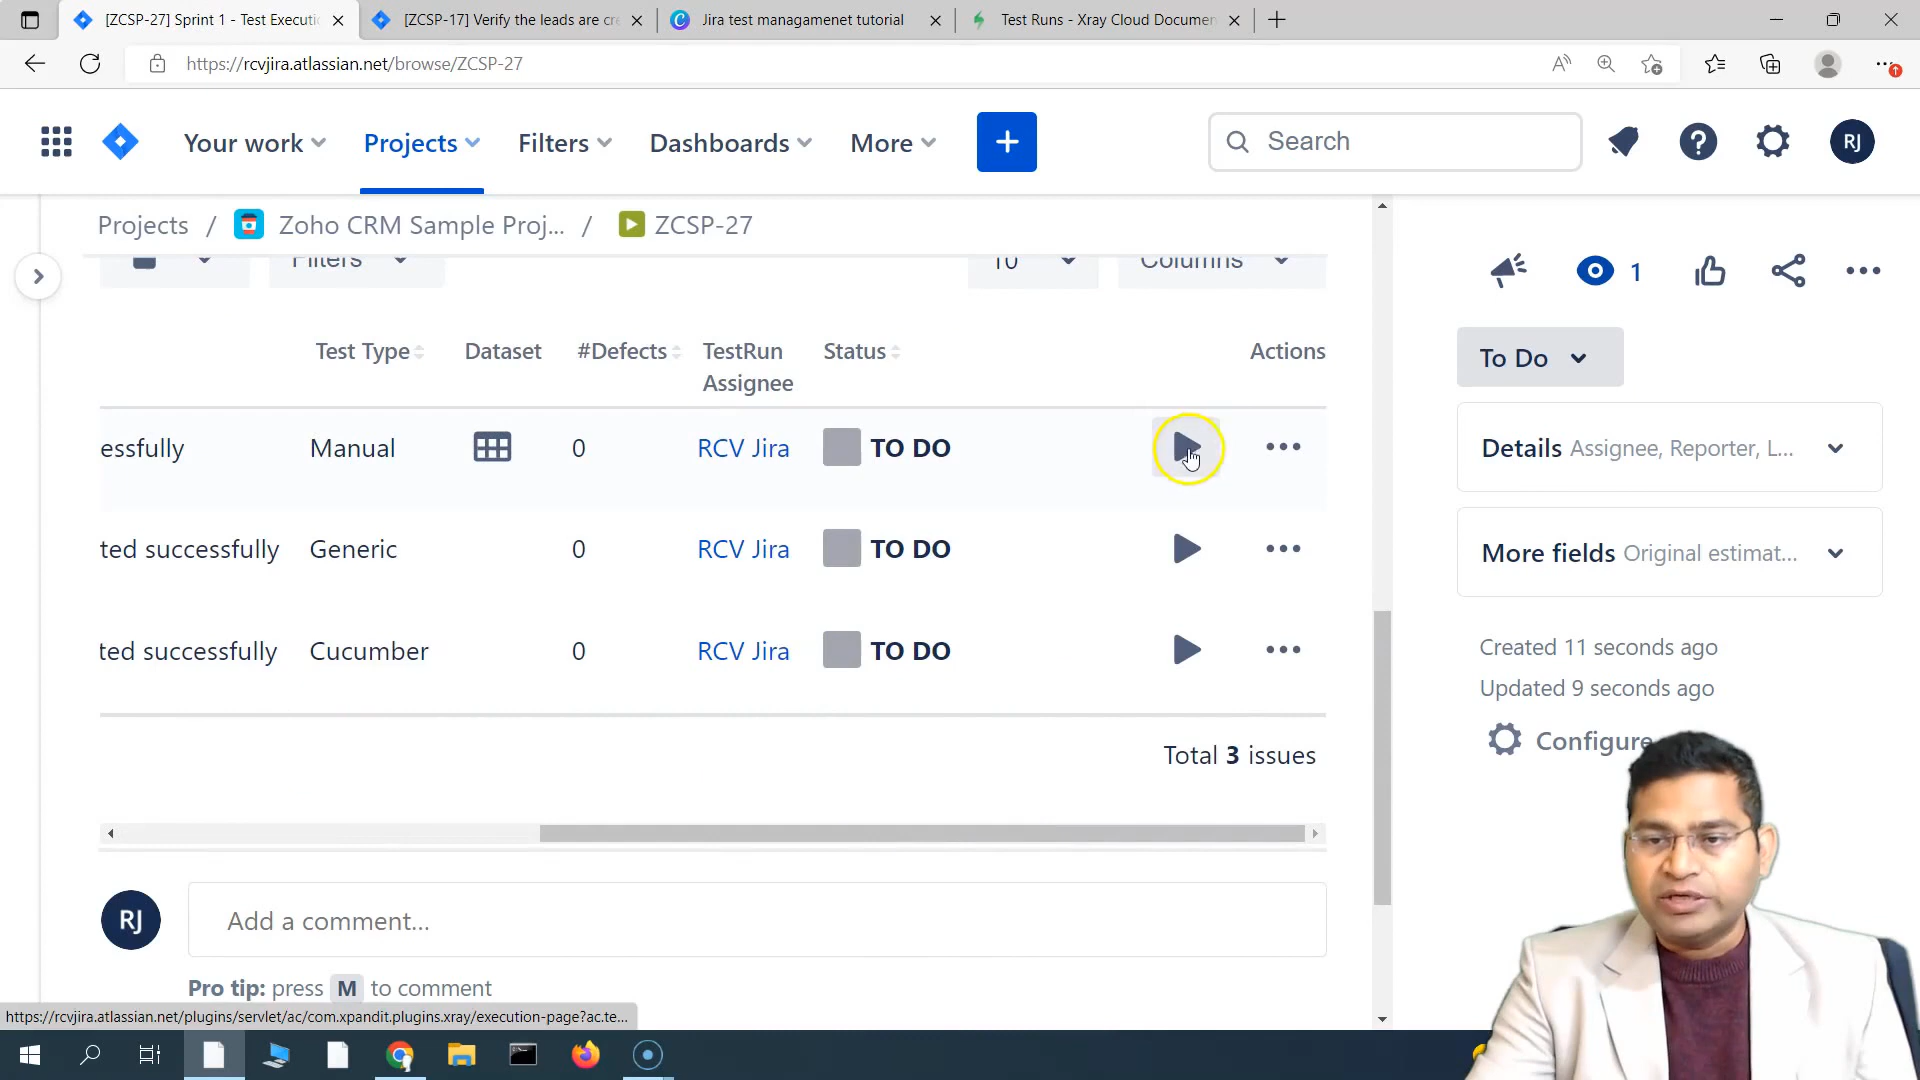 [ZCSP-27] Sprint 1 - Test Executi
[ZCSP-17] Verify the leads are cre
Jira test managamenet tutorial
Test Runs - Xray Cloud Documen
https://rcvjira.atlassian.net/browse/ZCSP-27
Your work
Projects
Filters
Dashboards
More
Search
RJ
Projects / Zoho CRM Sample Proj... / ZCSP-27
Filters
10
Columns
1
Test Type
Dataset
#Defects
TestRun
Assignee
Status
Actions
To Do
essfully Manual 0 RCV Jira TO DO
Details Assignee, Reporter, L...
ted successfully Generic 0 RCV Jira TO DO
More fields Original estimat...
ted successfully Cucumber 0 RCV Jira TO DO
Created 11 seconds ago
Updated 9 seconds ago
Configure
Total 3 issues
RJ
Add a comment...
Pro tip: press M to comment
https://rcvjira.atlassian.net/plugins/servlet/ac/com.xpandit.plugins.xray/execution-page?ac.te...